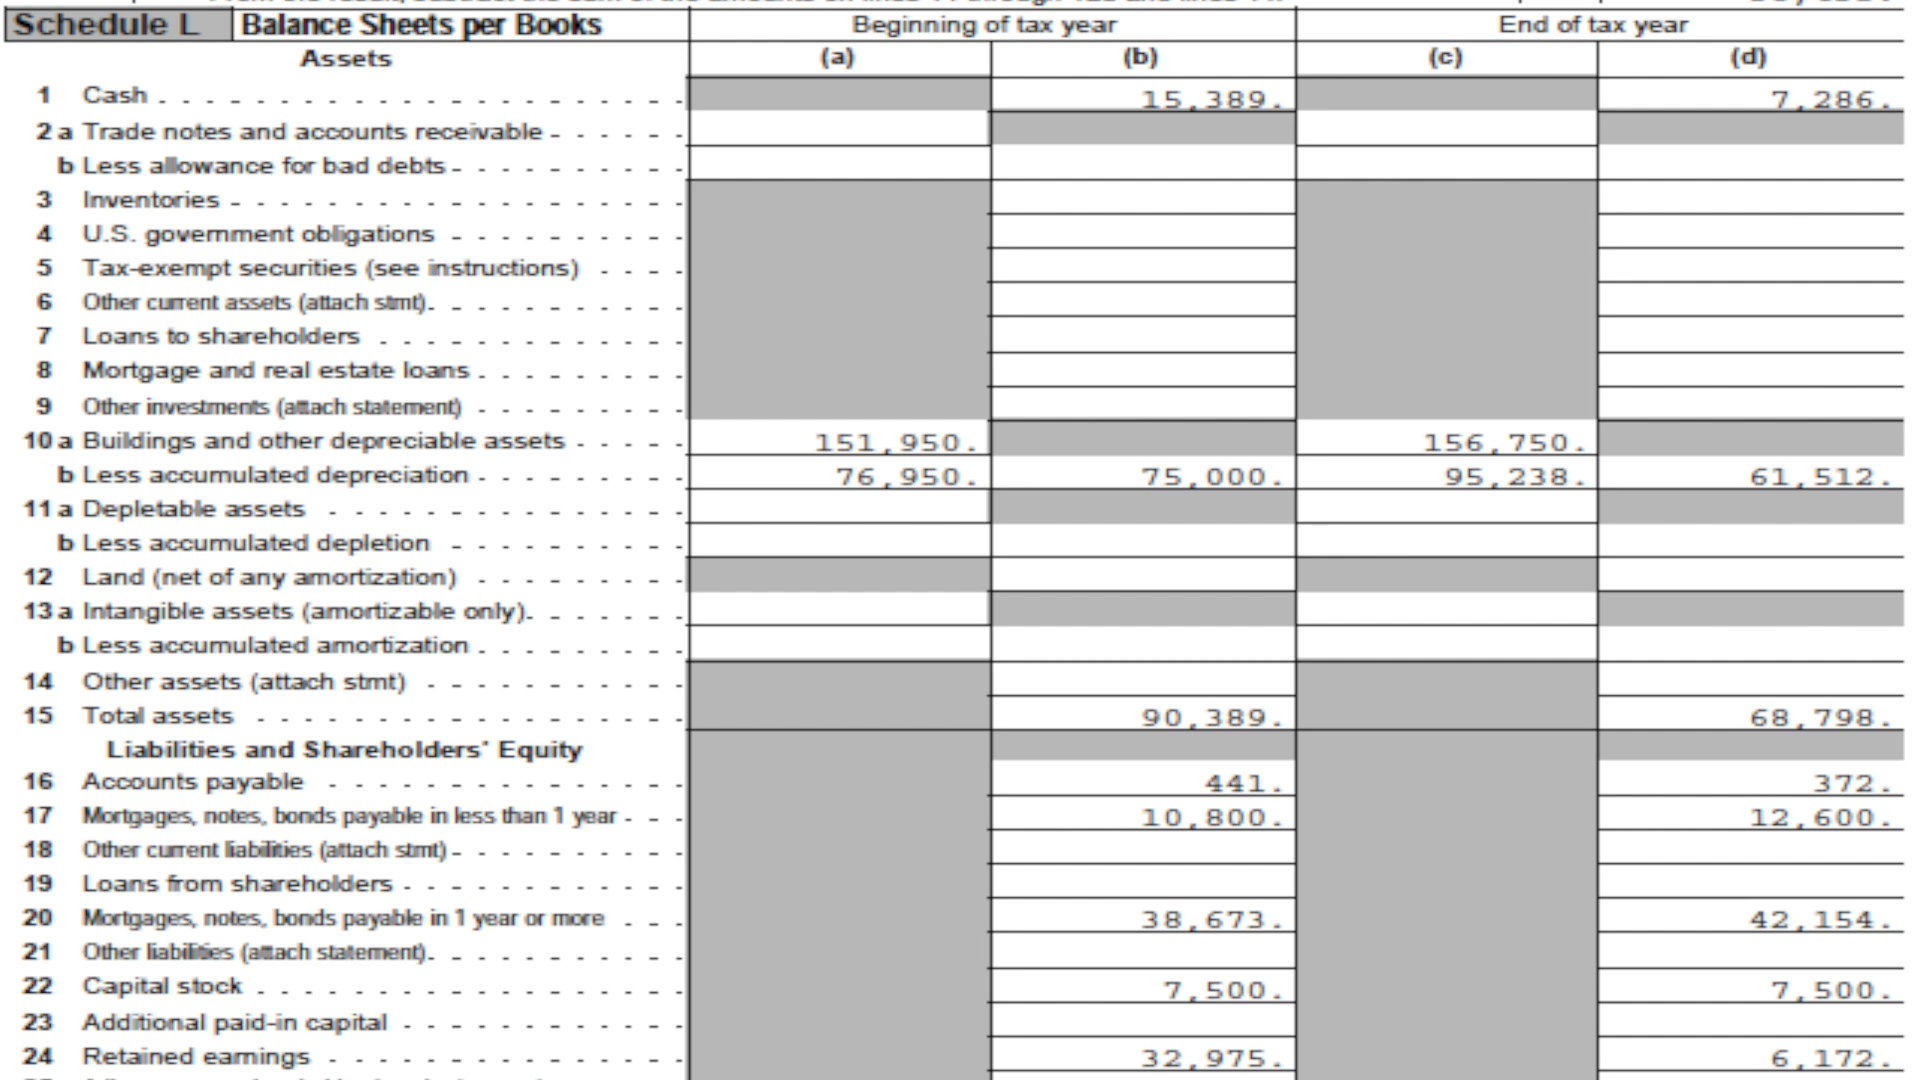 Schedule L Balance Sheets per Books Beginning of tax year End of tax year
Assets (a) (b) (c) (d)
1 Cash 15,389. 7,286.
2 a Trade notes and accounts receivable
b Less allowance for bad debts
3 Inventories
4 U.S. government obligations
5 Tax-exempt securities (see instructions)
6 Other current assets (attach stmt)
7 Loans to shareholders
8 Mortgage and real estate loans
9 Other investments (attach statement)
10 a Buildings and other depreciable assets 151,950. 156,750.
b Less accumulated depreciation 76,950. 75,000. 95,238. 61,512.
11 a Depletable assets
b Less accumulated depletion
12 Land (net of any amortization)
13 a Intangible assets (amortizable only)
b Less accumulated amortization
14 Other assets (attach stmt)
15 Total assets 90,389. 68,798.
Liabilities and Shareholders' Equity
16 Accounts payable 441. 372.
17 Mortgages, notes, bonds payable in less than 1 year 10,800. 12,600.
18 Other current liabilities (attach stmt)
19 Loans from shareholders
20 Mortgages, notes, bonds payable in 1 year or more 38,673. 42,154.
21 Other liabilities (attach statement)
22 Capital stock 7,500. 7,500.
23 Additional paid-in capital
24 Retained earnings 32,975. 6,172.